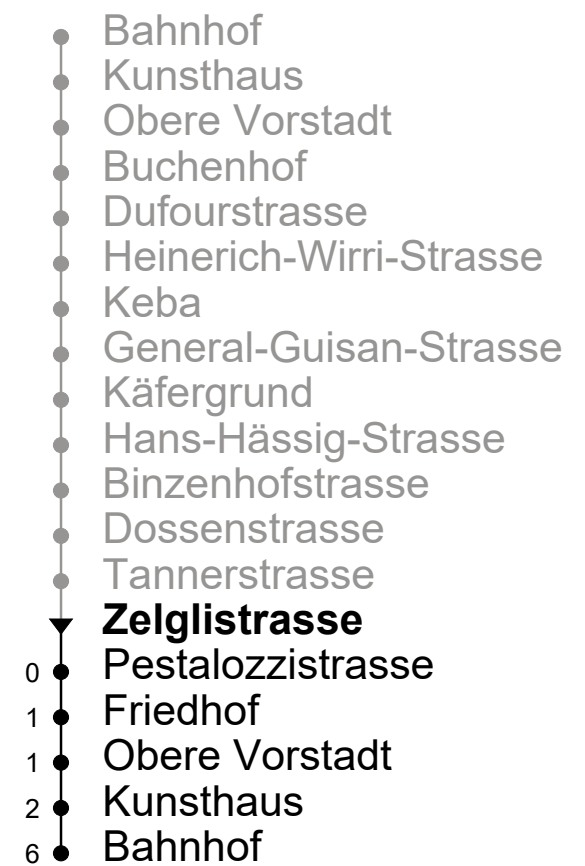 Bahnhof
Kunsthaus
Obere Vorstadt
Buchenhof
Dufourstrasse
Heinerich-Wirri-Strasse
Keba
General-Guisan-Strasse
Käfergrund
Hans-Hässig-Strasse
Binzenhofstrasse
Dossenstrasse
Tannerstrasse
Zelglistrasse
0 Pestalozzistrasse
1 Friedhof
1 Obere Vorstadt
2 Kunsthaus
6 Bahnhof